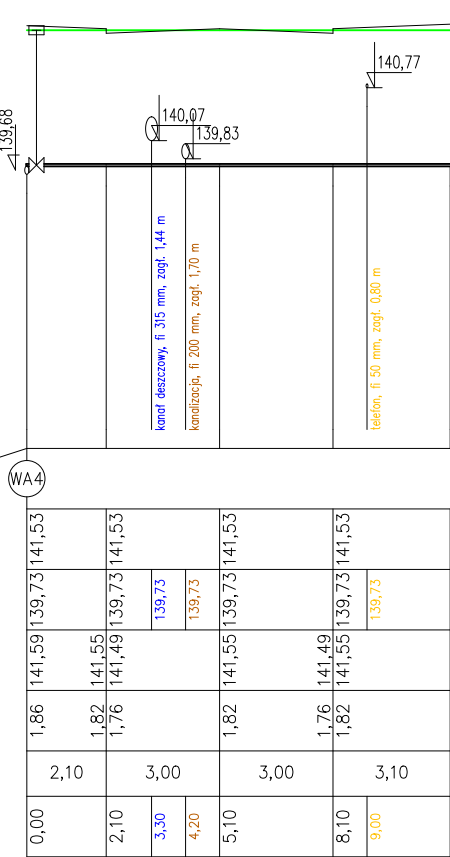 140,77
140,07
139,83
139,68
kanał deszczowy, fi 315 mm, zagł. 1,44 m
kanalizacja, fi 200 mm, zagł. 1,70 m
telefon, fi 50 mm, zagł. 0,80 m
WA4
141,53 141,53 141,53 141,53
139,73 139,73 139,73 139,73 139,73 139,73 139,73
141,59 141,55 141,49 141,55 141,49 141,55
1,86 1,82 1,76 1,82 1,76 1,82
2,10 3,00 3,00 3,10
0,00 2,10 3,30 4,20 5,10 8,10 9,00